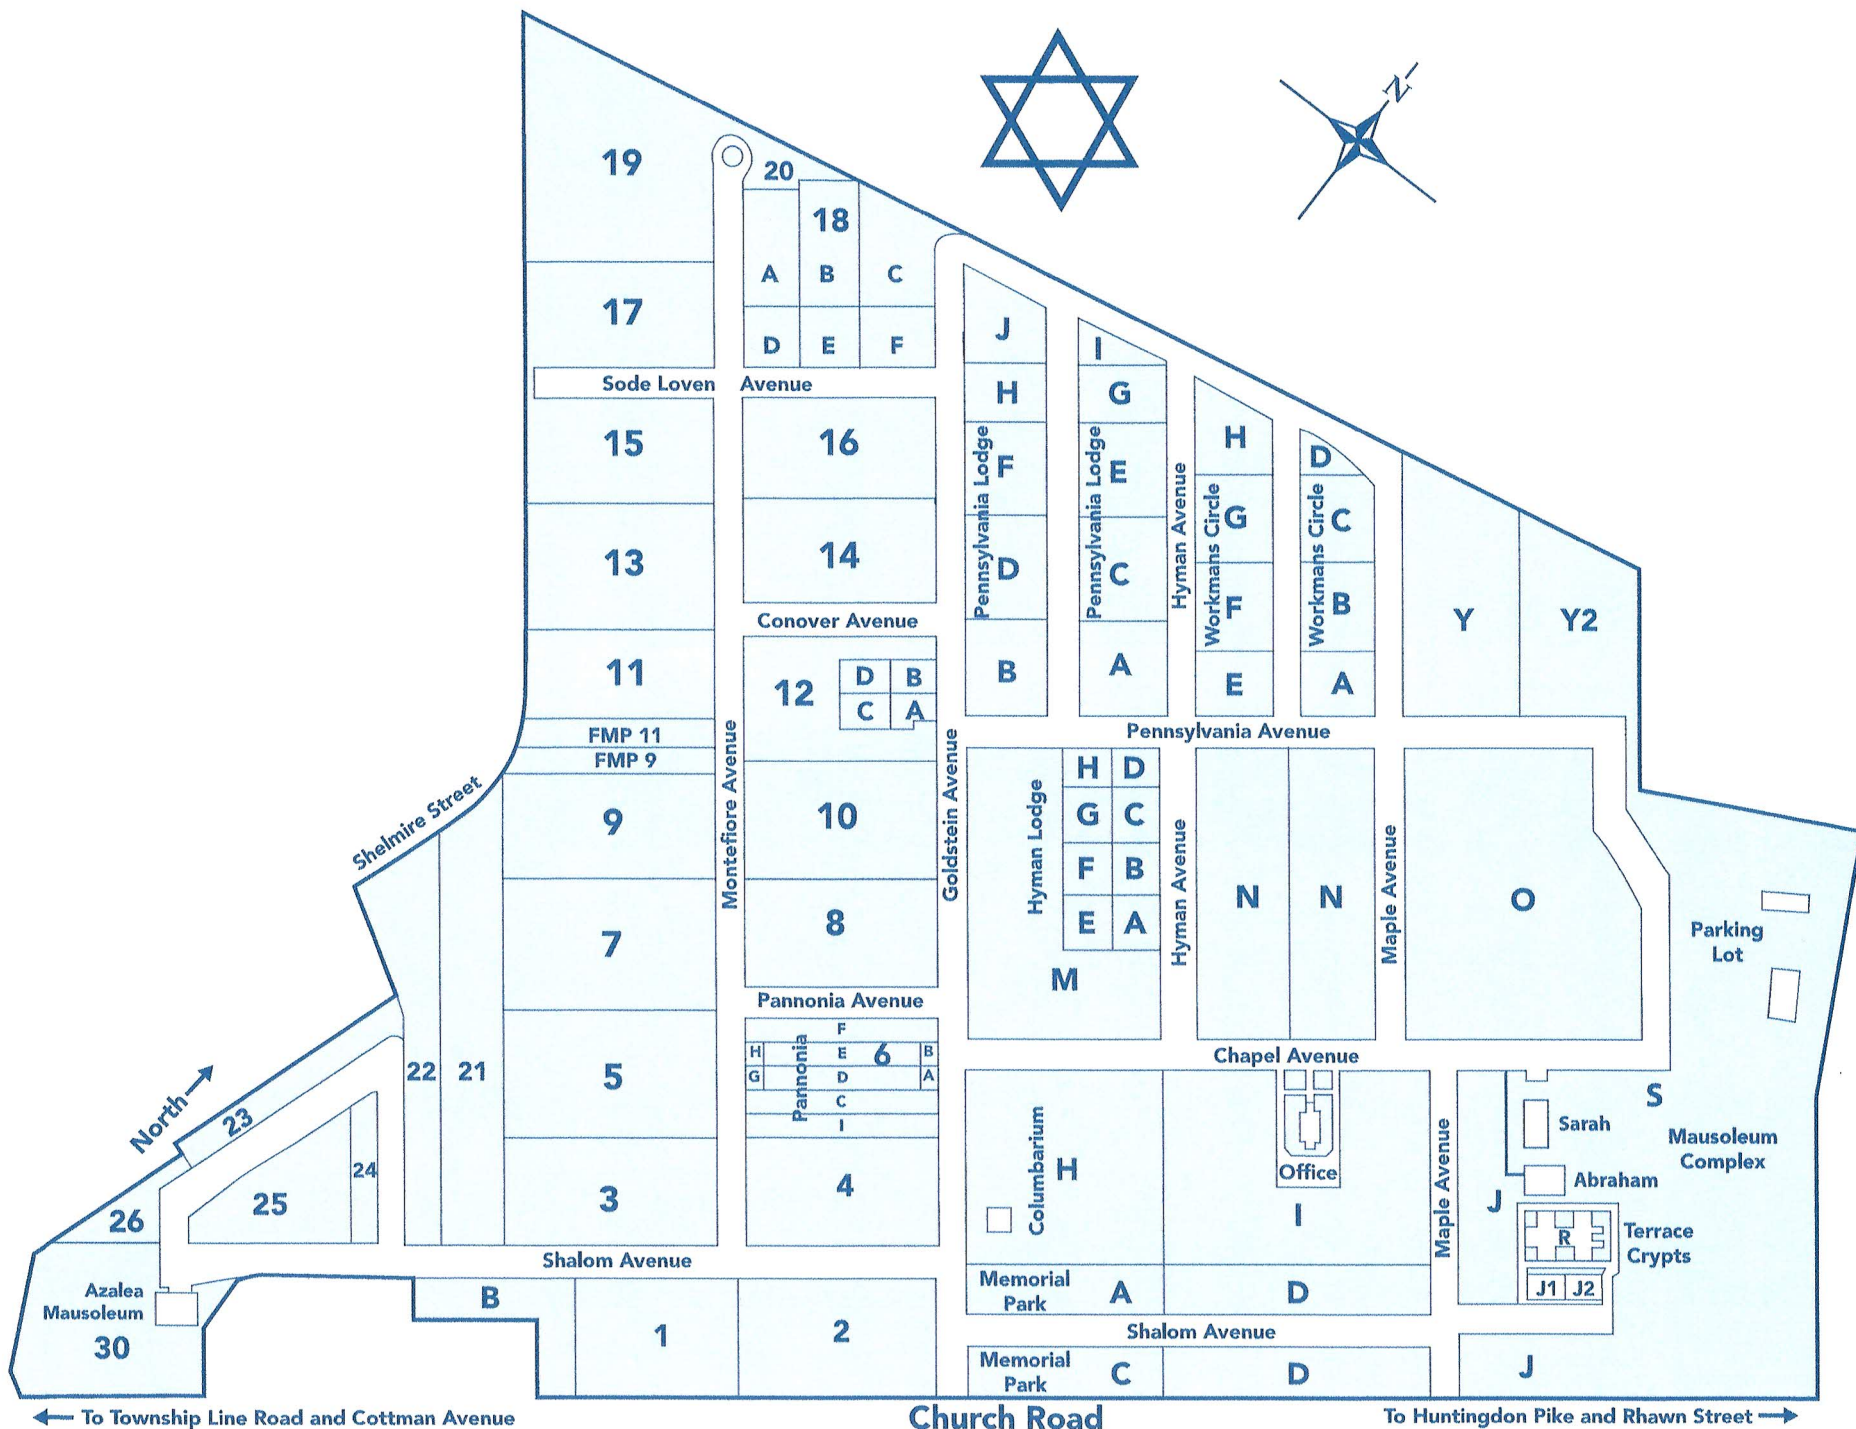 N
19
20
18
A
B
C
17
D
E
F
Sode Loven Avenue
15
16
13
14
Conover Avenue
11
12
D
B
C
A
FMP 11
FMP 9
9
10
7
8
Pannonia Avenue
Shelmire Street
Montefiore Avenue
Goldstein Avenue
J
H
F
D
B
Pennsylvania Lodge
I
G
E
C
A
Pennsylvania Lodge
Hyman Avenue
H
G
F
E
Workmans Circle
D
C
B
A
Workmans Circle
Y
Y2
Pennsylvania Avenue
Hyman Lodge
H
D
G
C
F
B
E
A
M
Hyman Avenue
N
N
Maple Avenue
O
Parking
Lot
Chapel Avenue
F
H
E
6
B
G
D
A
C
I
Pannonia
22
21
5
3
4
North
23
24
25
26
Shalom Avenue
Azalea
Mausoleum
30
B
1
2
Columbarium
H
Office
I
Maple Avenue
Memorial
Park
A
D
Shalom Avenue
Memorial
Park
C
D
S
Sarah
Mausoleum
Complex
Abraham
J
R
Terrace
Crypts
J1
J2
J
To Township Line Road and Cottman Avenue
Church Road
To Huntingdon Pike and Rhawn Street